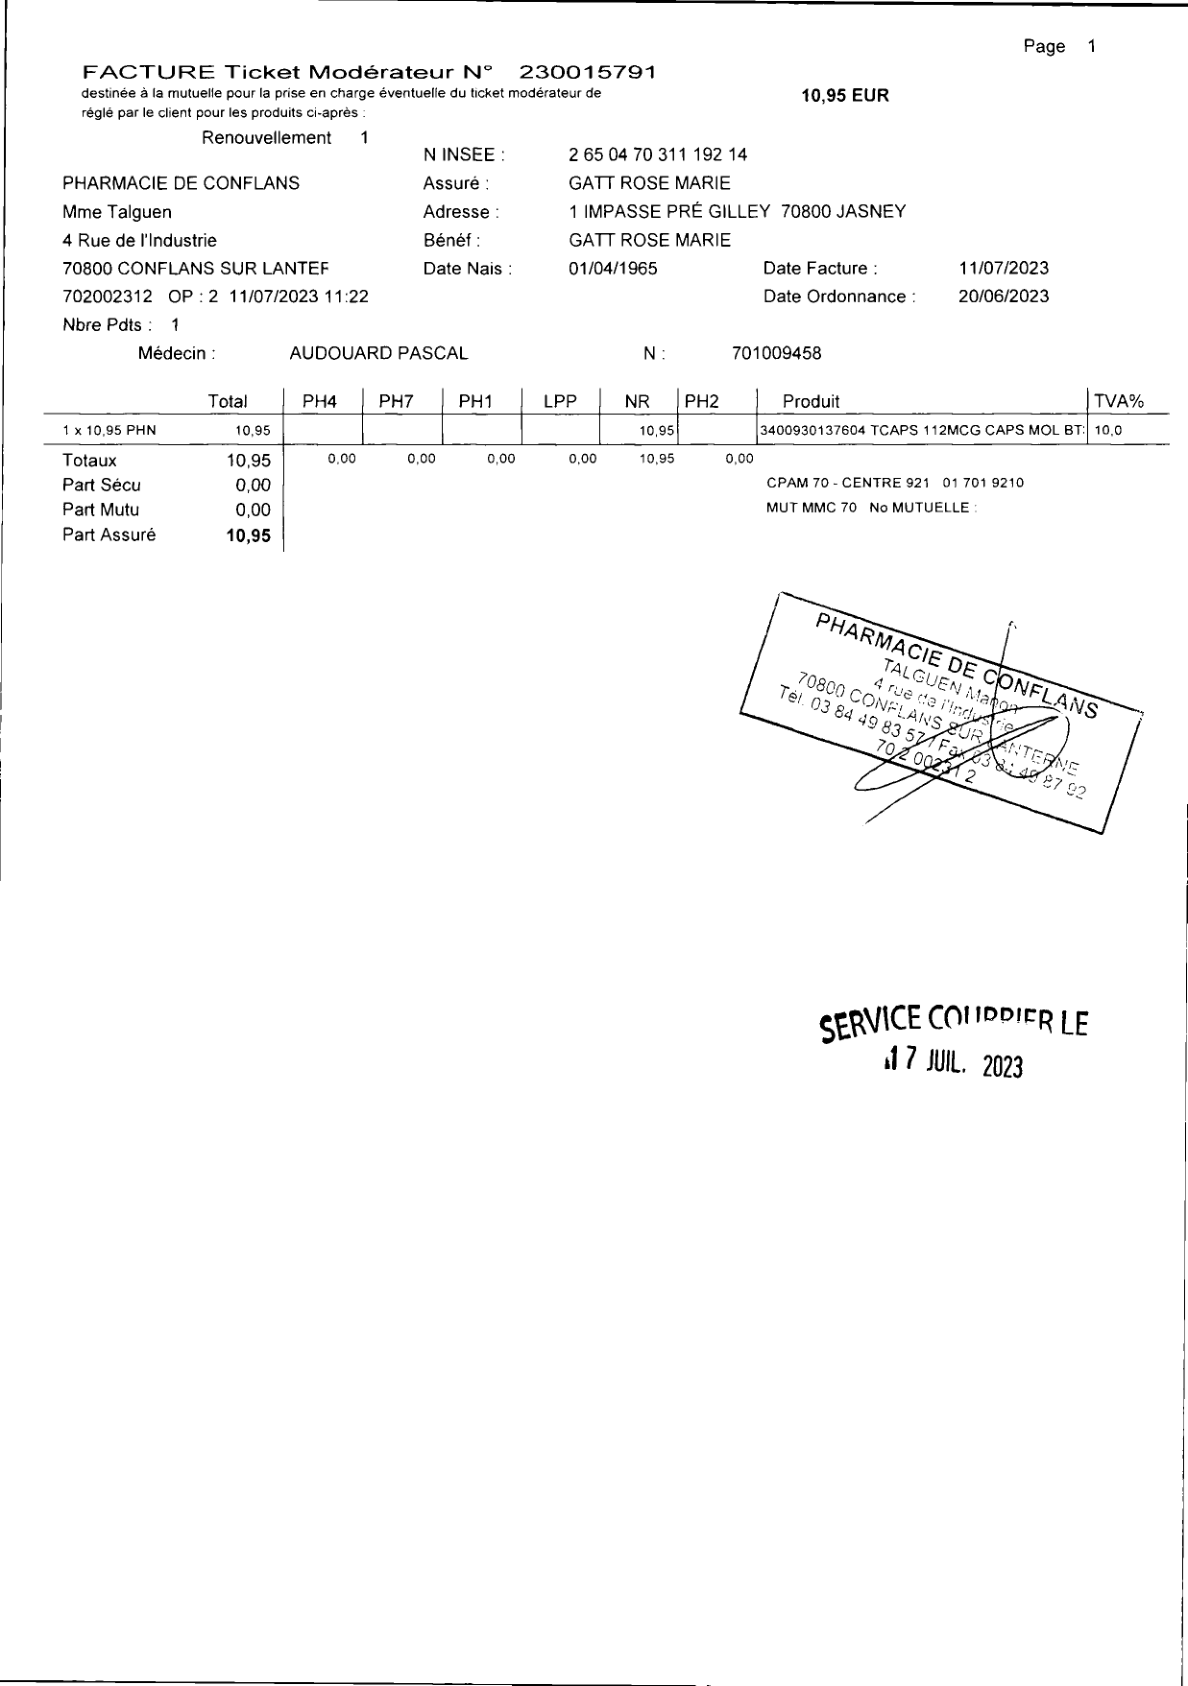 Page 1
FACTURE Ticket Modérateur N° 230015791
destinée à la mutuelle pour la prise en charge éventuelle du ticket modérateur de
10,95 EUR
réglé par le client pour les produits ci-après :
Renouvellement 1
N INSEE : 2 65 04 70 311 192 14
PHARMACIE DE CONFLANS Assuré : GATT ROSE MARIE
Mme Talguen Adresse : 1 IMPASSE PRÉ GILLEY 70800 JASNEY
4 Rue de l'Industrie Bénéf : GATT ROSE MARIE
70800 CONFLANS SUR LANTEF Date Nais : 01/04/1965 Date Facture : 11/07/2023
702002312 OP : 2 11/07/2023 11:22 Date Ordonnance : 20/06/2023
Nbre Pdts : 1
Médecin : AUDOUARD PASCAL N : 701009458
Total PH4 PH7 PH1 LPP NR PH2 Produit TVA%
1 x 10,95 PHN 10,95 10,95 3400930137604 TCAPS 112MCG CAPS MOL BT: 10,0
Totaux 10,95 0,00 0,00 0,00 0,00 10,95 0,00
Part Sécu 0,00 CPAM 70 - CENTRE 921 01 701 9210
Part Mutu 0,00 MUT MMC 70 No MUTUELLE :
Part Assuré 10,95
PHARMACIE DE CONFLANS
TALGUEN Manon
4 rue de l'Industrie
70800 CONFLANS SUR LANTERNE
Tél. 03 84 49 83 57 / Fax 03 84 49 87 92
70 2 00231 2
SERVICE COURRIER LE
17 JUIL. 2023